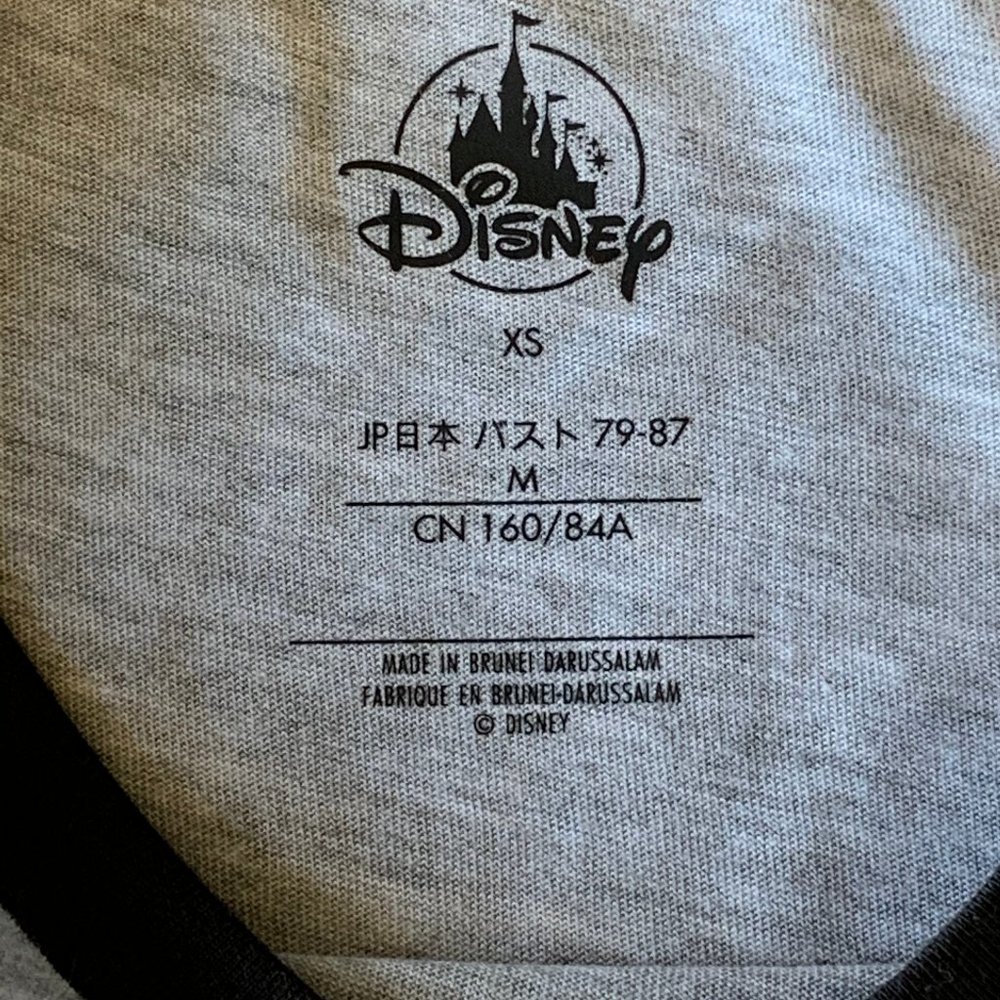 Disney
XS
JP日本 バスト 79-87
M
CN 160/84A
MADE IN BRUNEI DARUSSALAM
FABRIQUE EN BRUNEI-DARUSSALAM
© DISNEY